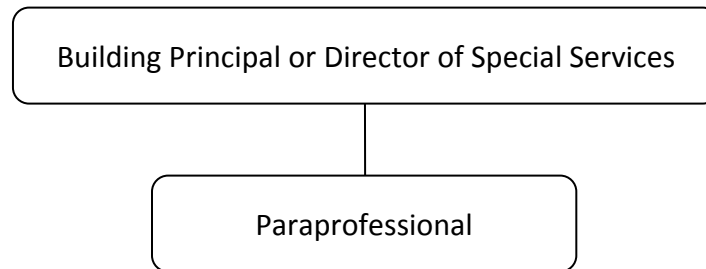 Building Principal or Director of Special Services
Paraprofessional